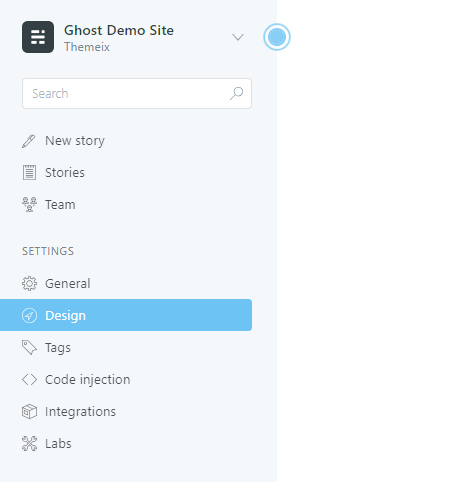 Ghost Demo Site
Themeix
Search
New story
Stories
Team
SETTINGS
General
Design
Tags
Code injection
Integrations
Labs